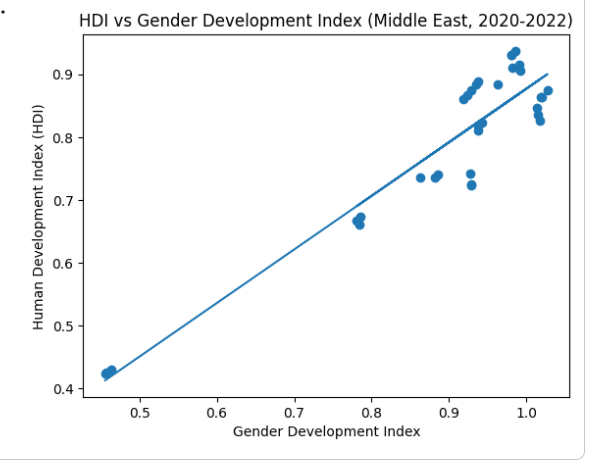 HDI vs Gender Development Index (Middle East, 2020-2022)
Human Development Index (HDI)
0.9
0.8
0.7
0.6
0.5
0.4
0.5 0.6 0.7 0.8 0.9 1.0
Gender Development Index